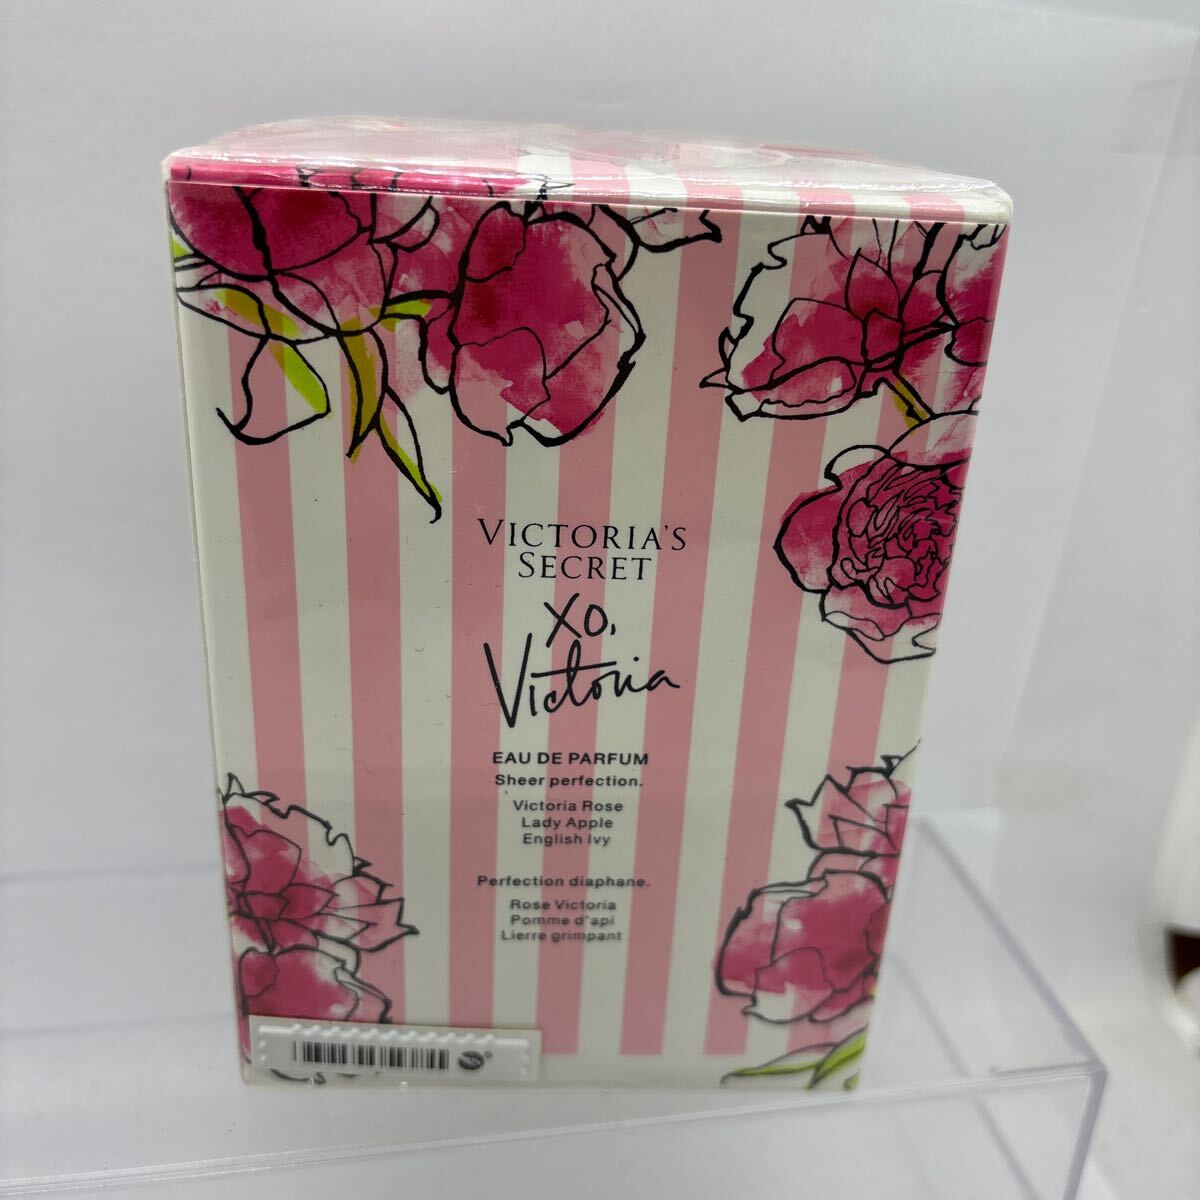 VICTORIA'S
SECRET
XO,
Victoria
EAU DE PARFUM
Sheer perfection.
Victoria Rose
Lady Apple
English Ivy
Perfection diaphane.
Rose Victoria
Pomme d'api
Lierre grimpant